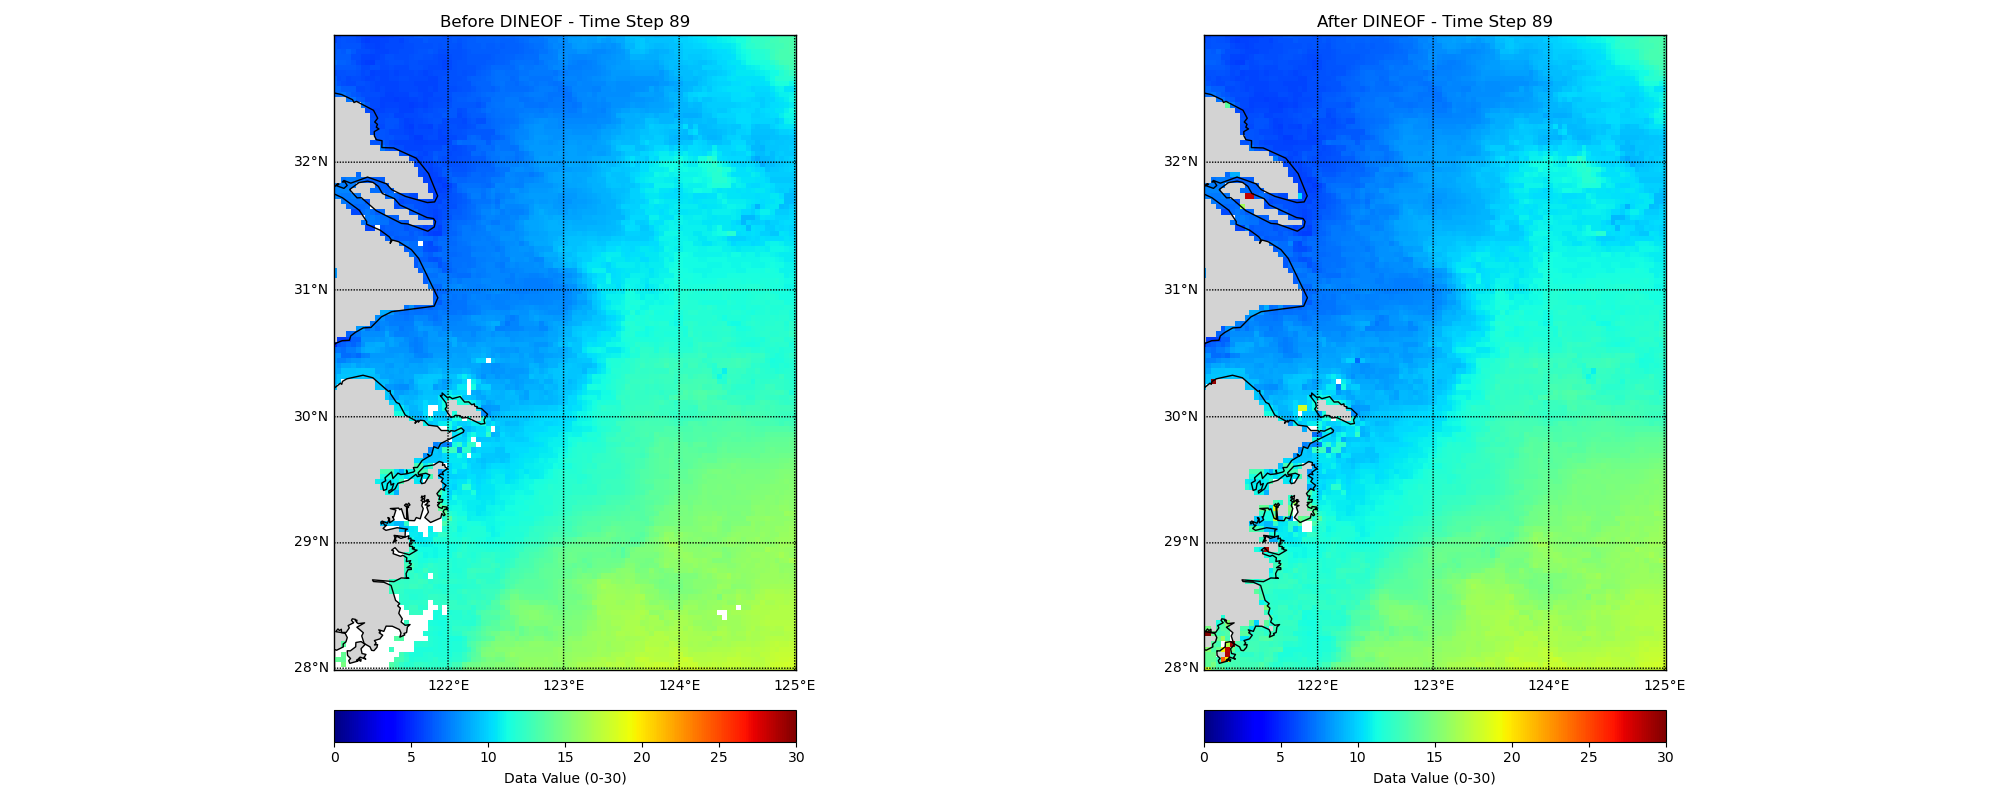 Before DINEOF - Time Step 89
32°N
31°N
30°N
29°N
28°N
122°E 123°E 124°E 125°E
0 5 10 15 20 25 30
Data Value (0-30)
After DINEOF - Time Step 89
32°N
31°N
30°N
29°N
28°N
122°E 123°E 124°E 125°E
0 5 10 15 20 25 30
Data Value (0-30)